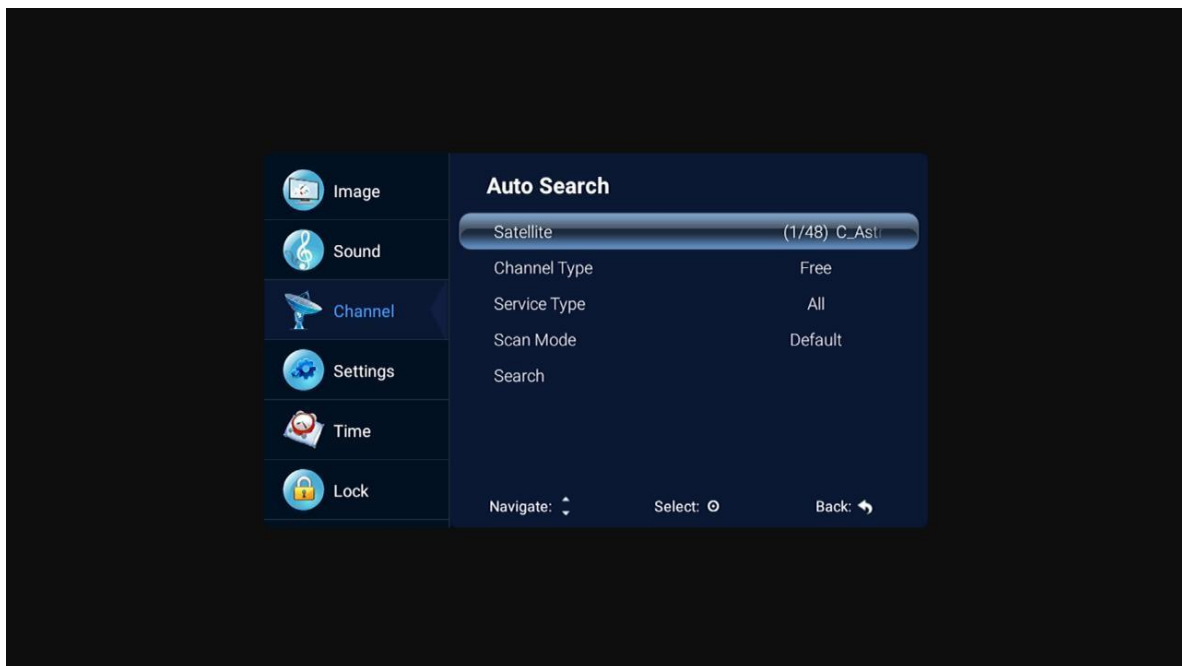 Image
Sound
Channel
Settings
Time
Lock
Auto Search
Satellite (1/48) C_Ast
Channel Type Free
Service Type All
Scan Mode Default
Search
Navigate: Select: Back: